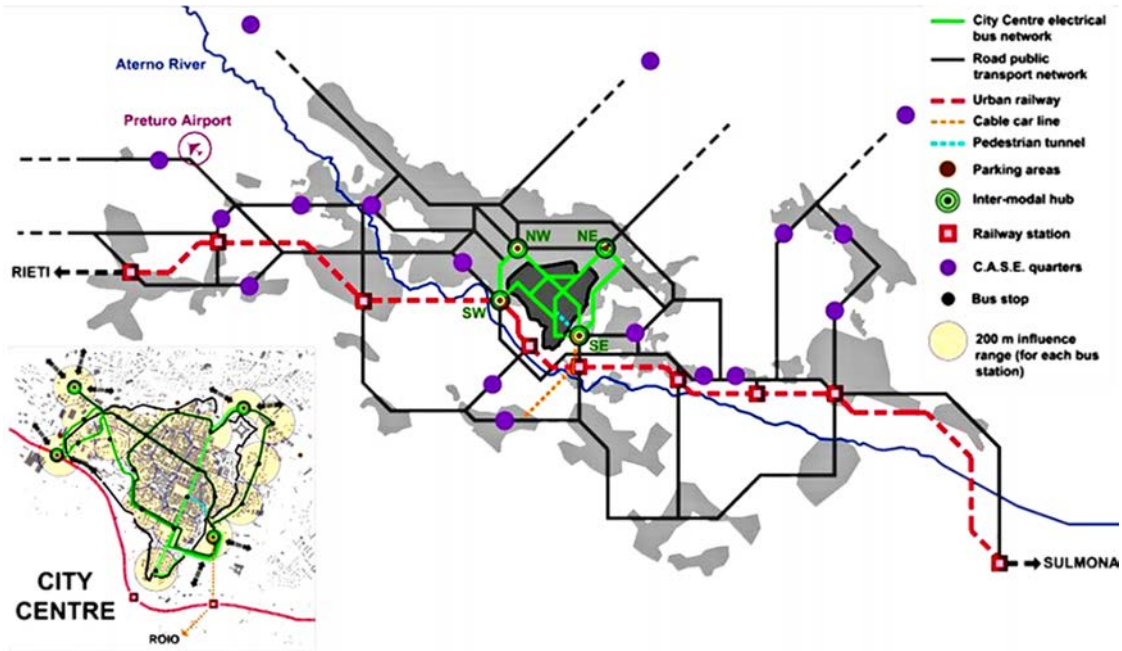 Aterno River
Preturo Airport
RIETI
NW
NE
SW
SE
SULMONA
City Centre electrical
bus network
Road public
transport network
Urban railway
Cable car line
Pedestrian tunnel
Parking areas
Inter-modal hub
Railway station
C.A.S.E. quarters
Bus stop
200 m influence
range (for each bus
station)
CITY
CENTRE
ROIO